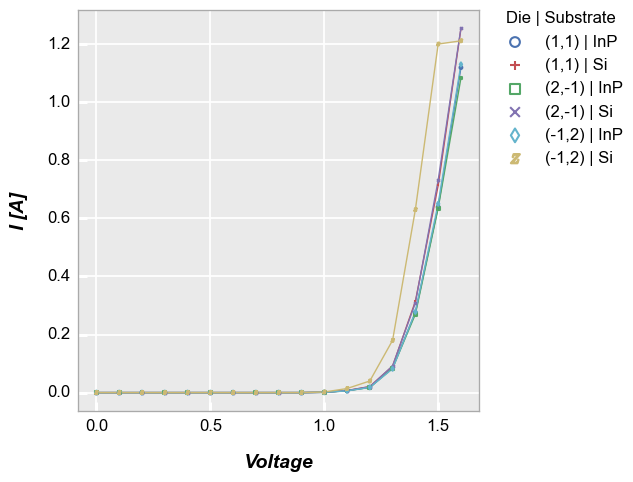 Die | Substrate
(1,1) | InP
(1,1) | Si
(2,-1) | InP
(2,-1) | Si
(-1,2) | InP
(-1,2) | Si
I [A]
1.2
1.0
0.8
0.6
0.4
0.2
0.0
0.0 0.5 1.0 1.5
Voltage